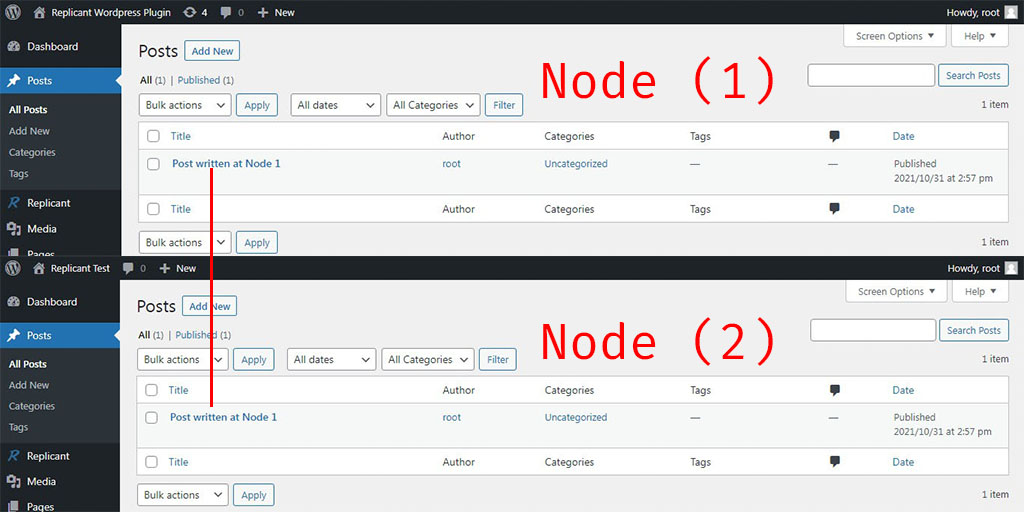 Replicant Wordpress Plugin 4 0 New Howdy, root
Screen Options Help
Dashboard
Posts
All Posts
Add New
Categories
Tags
Replicant
Media
Pages
Posts Add New
Node (1)
All (1) | Published (1)
Search Posts
Bulk actions Apply All dates All Categories Filter 1 item
Title Author Categories Tags Date
Post written at Node 1 root Uncategorized — — Published
2021/10/31 at 2:57 pm
Title Author Categories Tags Date
Bulk actions Apply 1 item
Replicant Test 0 New Howdy, root
Screen Options Help
Dashboard
Posts
All Posts
Add New
Categories
Tags
Replicant
Media
Pages
Posts Add New
Node (2)
All (1) | Published (1)
Search Posts
Bulk actions Apply All dates All Categories Filter 1 item
Title Author Categories Tags Date
Post written at Node 1 root Uncategorized — — Published
2021/10/31 at 2:57 pm
Title Author Categories Tags Date
Bulk actions Apply 1 item